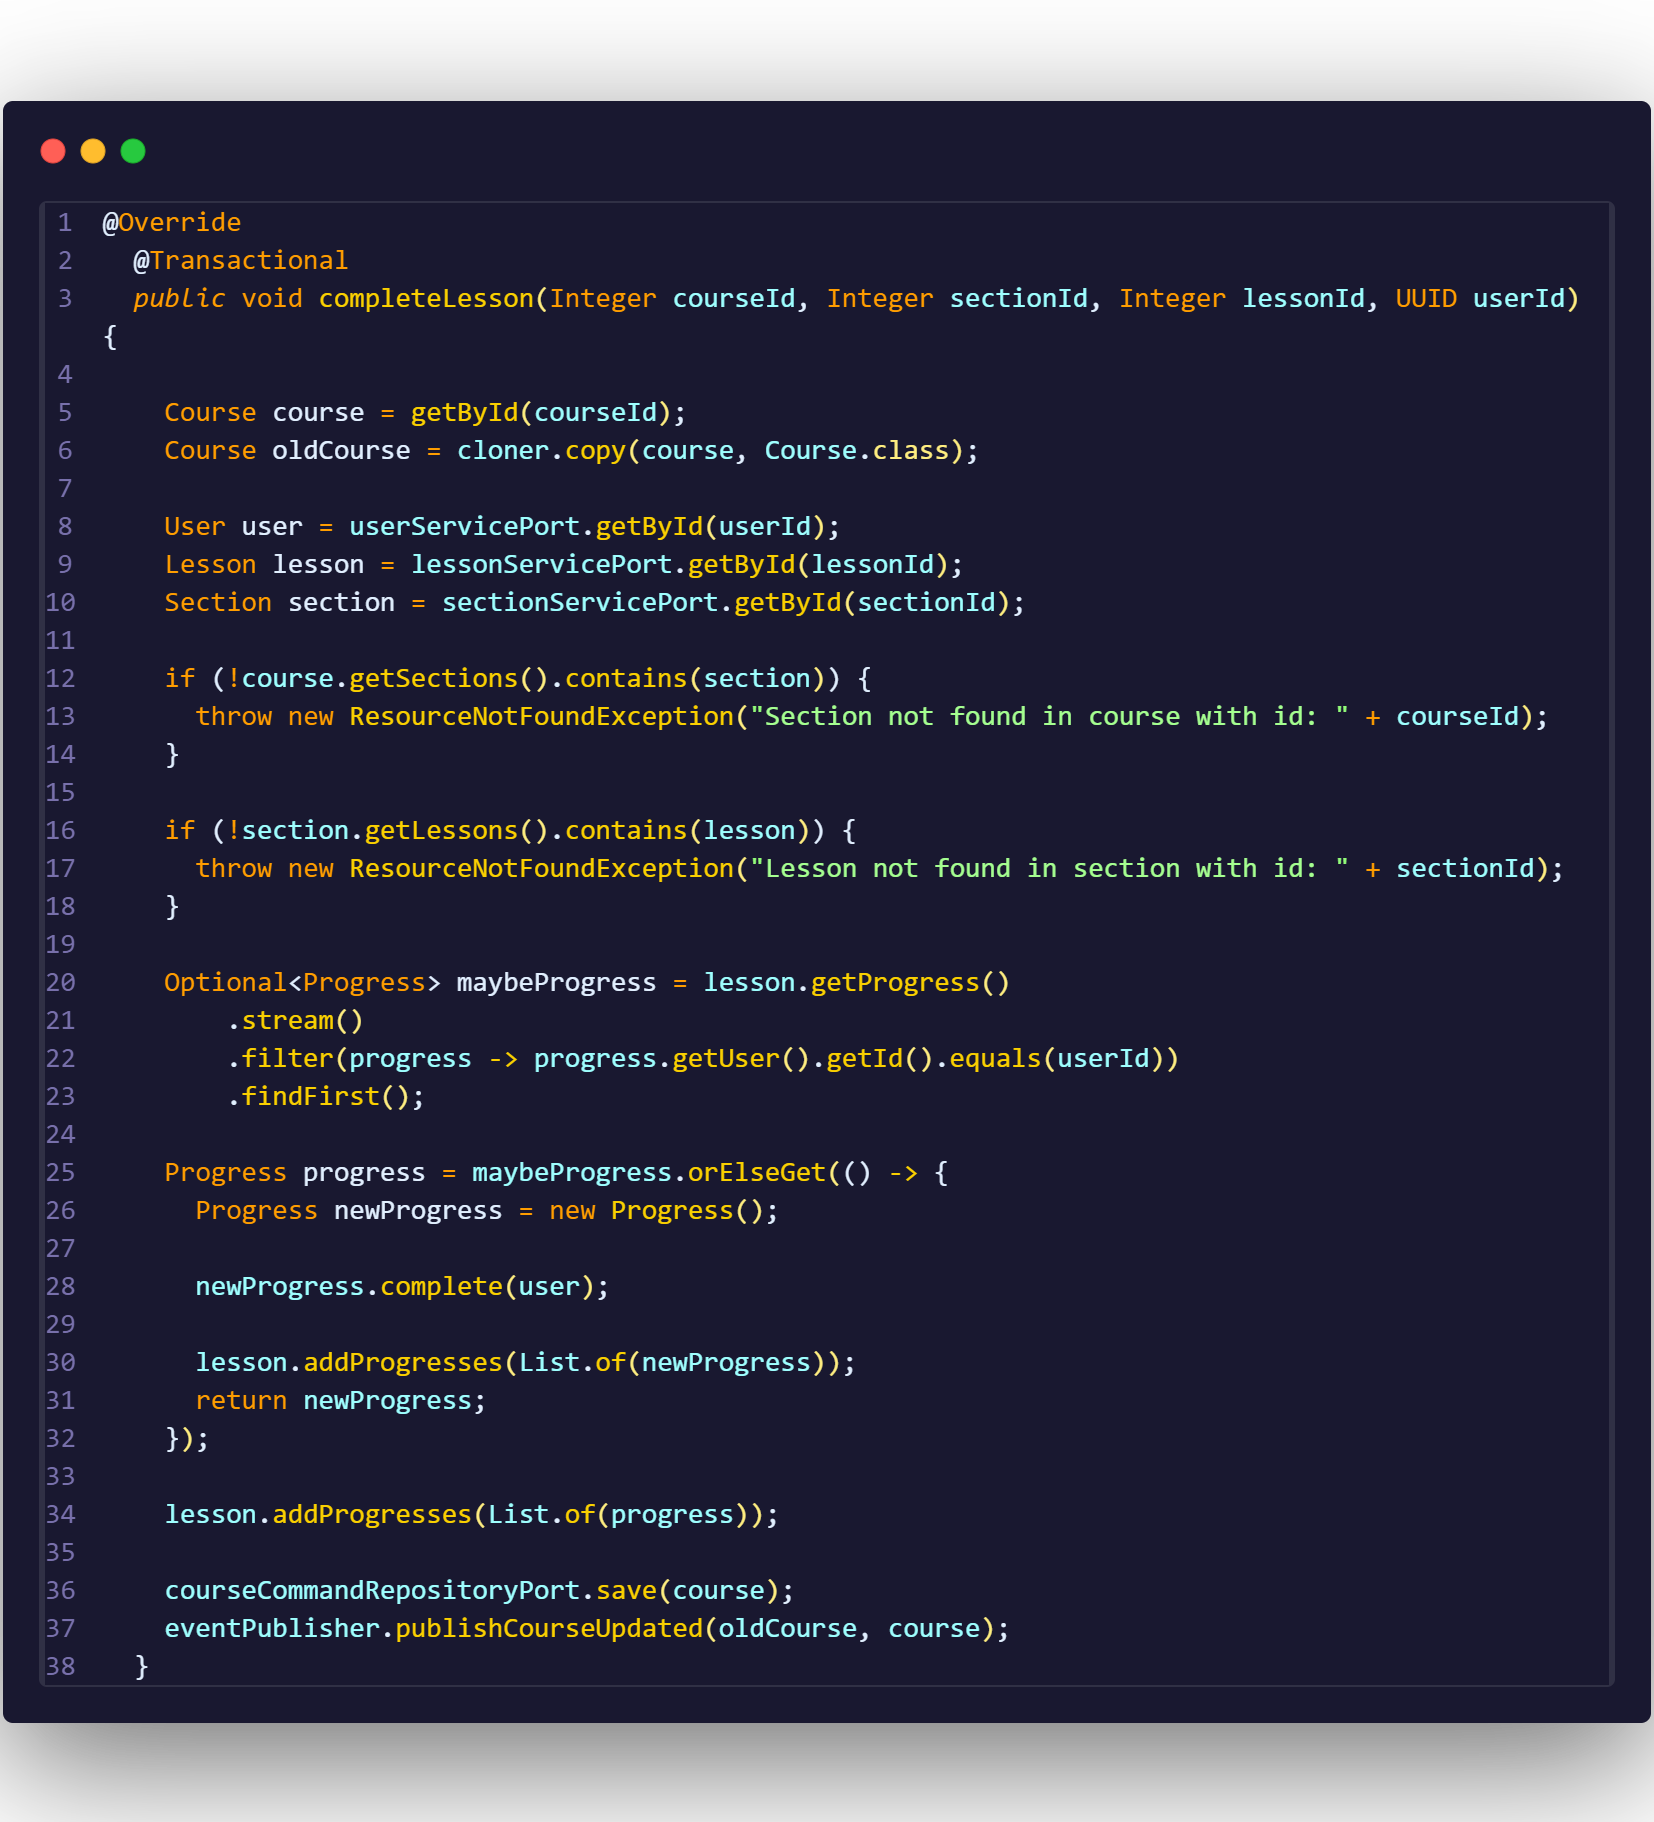 1 @Override
2   @Transactional
3   public void completeLesson(Integer courseId, Integer sectionId, Integer lessonId, UUID userId)
{
4
5     Course course = getById(courseId);
6     Course oldCourse = cloner.copy(course, Course.class);
7
8     User user = userServicePort.getById(userId);
9     Lesson lesson = lessonServicePort.getById(lessonId);
10     Section section = sectionServicePort.getById(sectionId);
11
12     if (!course.getSections().contains(section)) {
13       throw new ResourceNotFoundException("Section not found in course with id: " + courseId);
14     }
15
16     if (!section.getLessons().contains(lesson)) {
17       throw new ResourceNotFoundException("Lesson not found in section with id: " + sectionId);
18     }
19
20     Optional<Progress> maybeProgress = lesson.getProgress()
21         .stream()
22         .filter(progress -> progress.getUser().getId().equals(userId))
23         .findFirst();
24
25     Progress progress = maybeProgress.orElseGet(() -> {
26       Progress newProgress = new Progress();
27
28       newProgress.complete(user);
29
30       lesson.addProgresses(List.of(newProgress));
31       return newProgress;
32     });
33
34     lesson.addProgresses(List.of(progress));
35
36     courseCommandRepositoryPort.save(course);
37     eventPublisher.publishCourseUpdated(oldCourse, course);
38   }